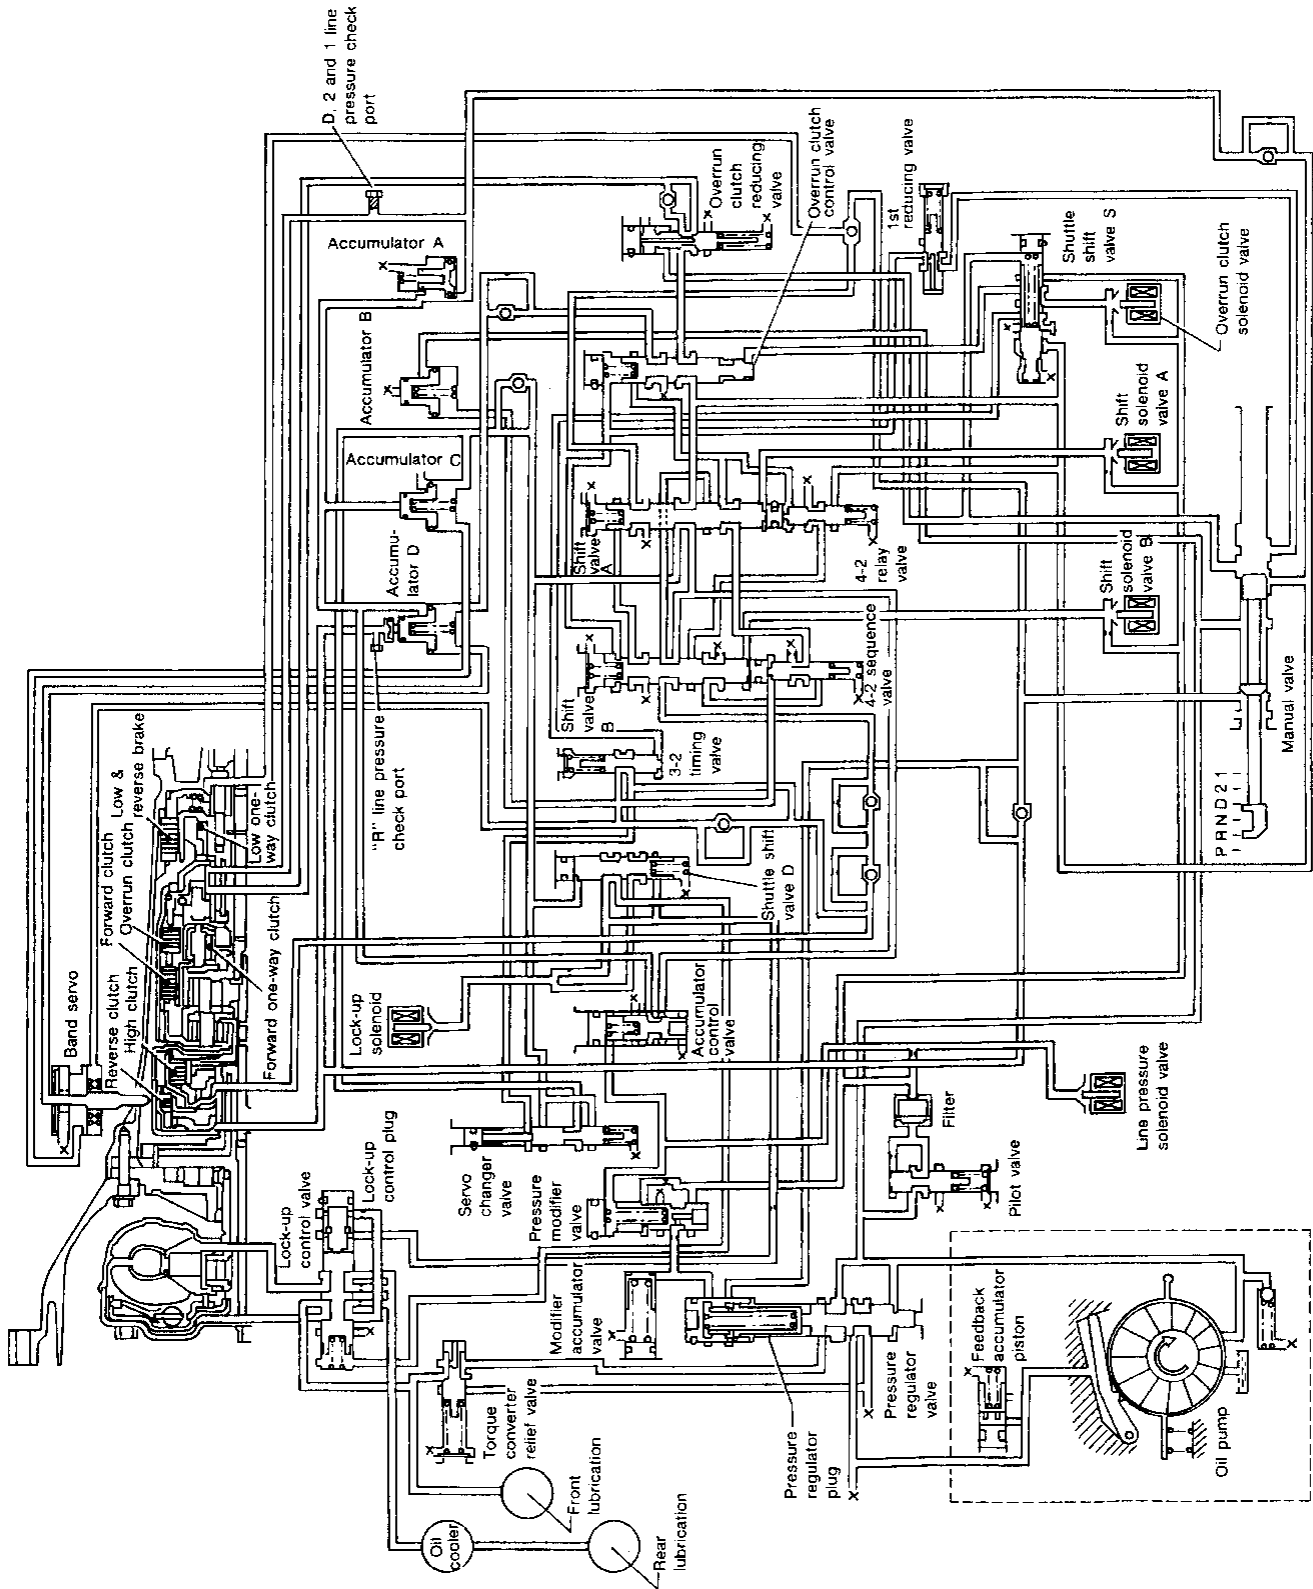 D, 2 and 1 line
pressure check
port
Accumulator A
Accumulator B
Accumulator C
Accumu-
lator D
Overrun
clutch
reducing
valve
Overrun clutch
control valve
1st
reducing valve
Shuttle
shift
valve S
Overrun clutch
solenoid valve
Shift
solenoid
valve A
Shift
solenoid
valve B
Shift
valve
A
4-2
relay
valve
Shift
valve
B
4-2 sequence
valve
3-2
timing
valve
Manual valve
P R N D 2 1
"R" line pressure
check port
Low &
reverse brake
Low one-
way clutch
Forward clutch
Overrun clutch
Forward one-way clutch
Reverse clutch
High clutch
Band servo
Shuttle shift
valve D
Lock-up
solenoid
Accumulator
control
valve
Line pressure
solenoid valve
Filter
Pilot valve
Servo
changer
valve
Pressure
modifier
valve
Lock-up
control valve
Lock-up
control plug
Modifier
accumulator
valve
Torque
converter
relief valve
Pressure
regulator
plug
Pressure
regulator
valve
Feedback
accumulator
piston
Oil pump
Front
lubrication
Oil
cooler
Rear
lubrication